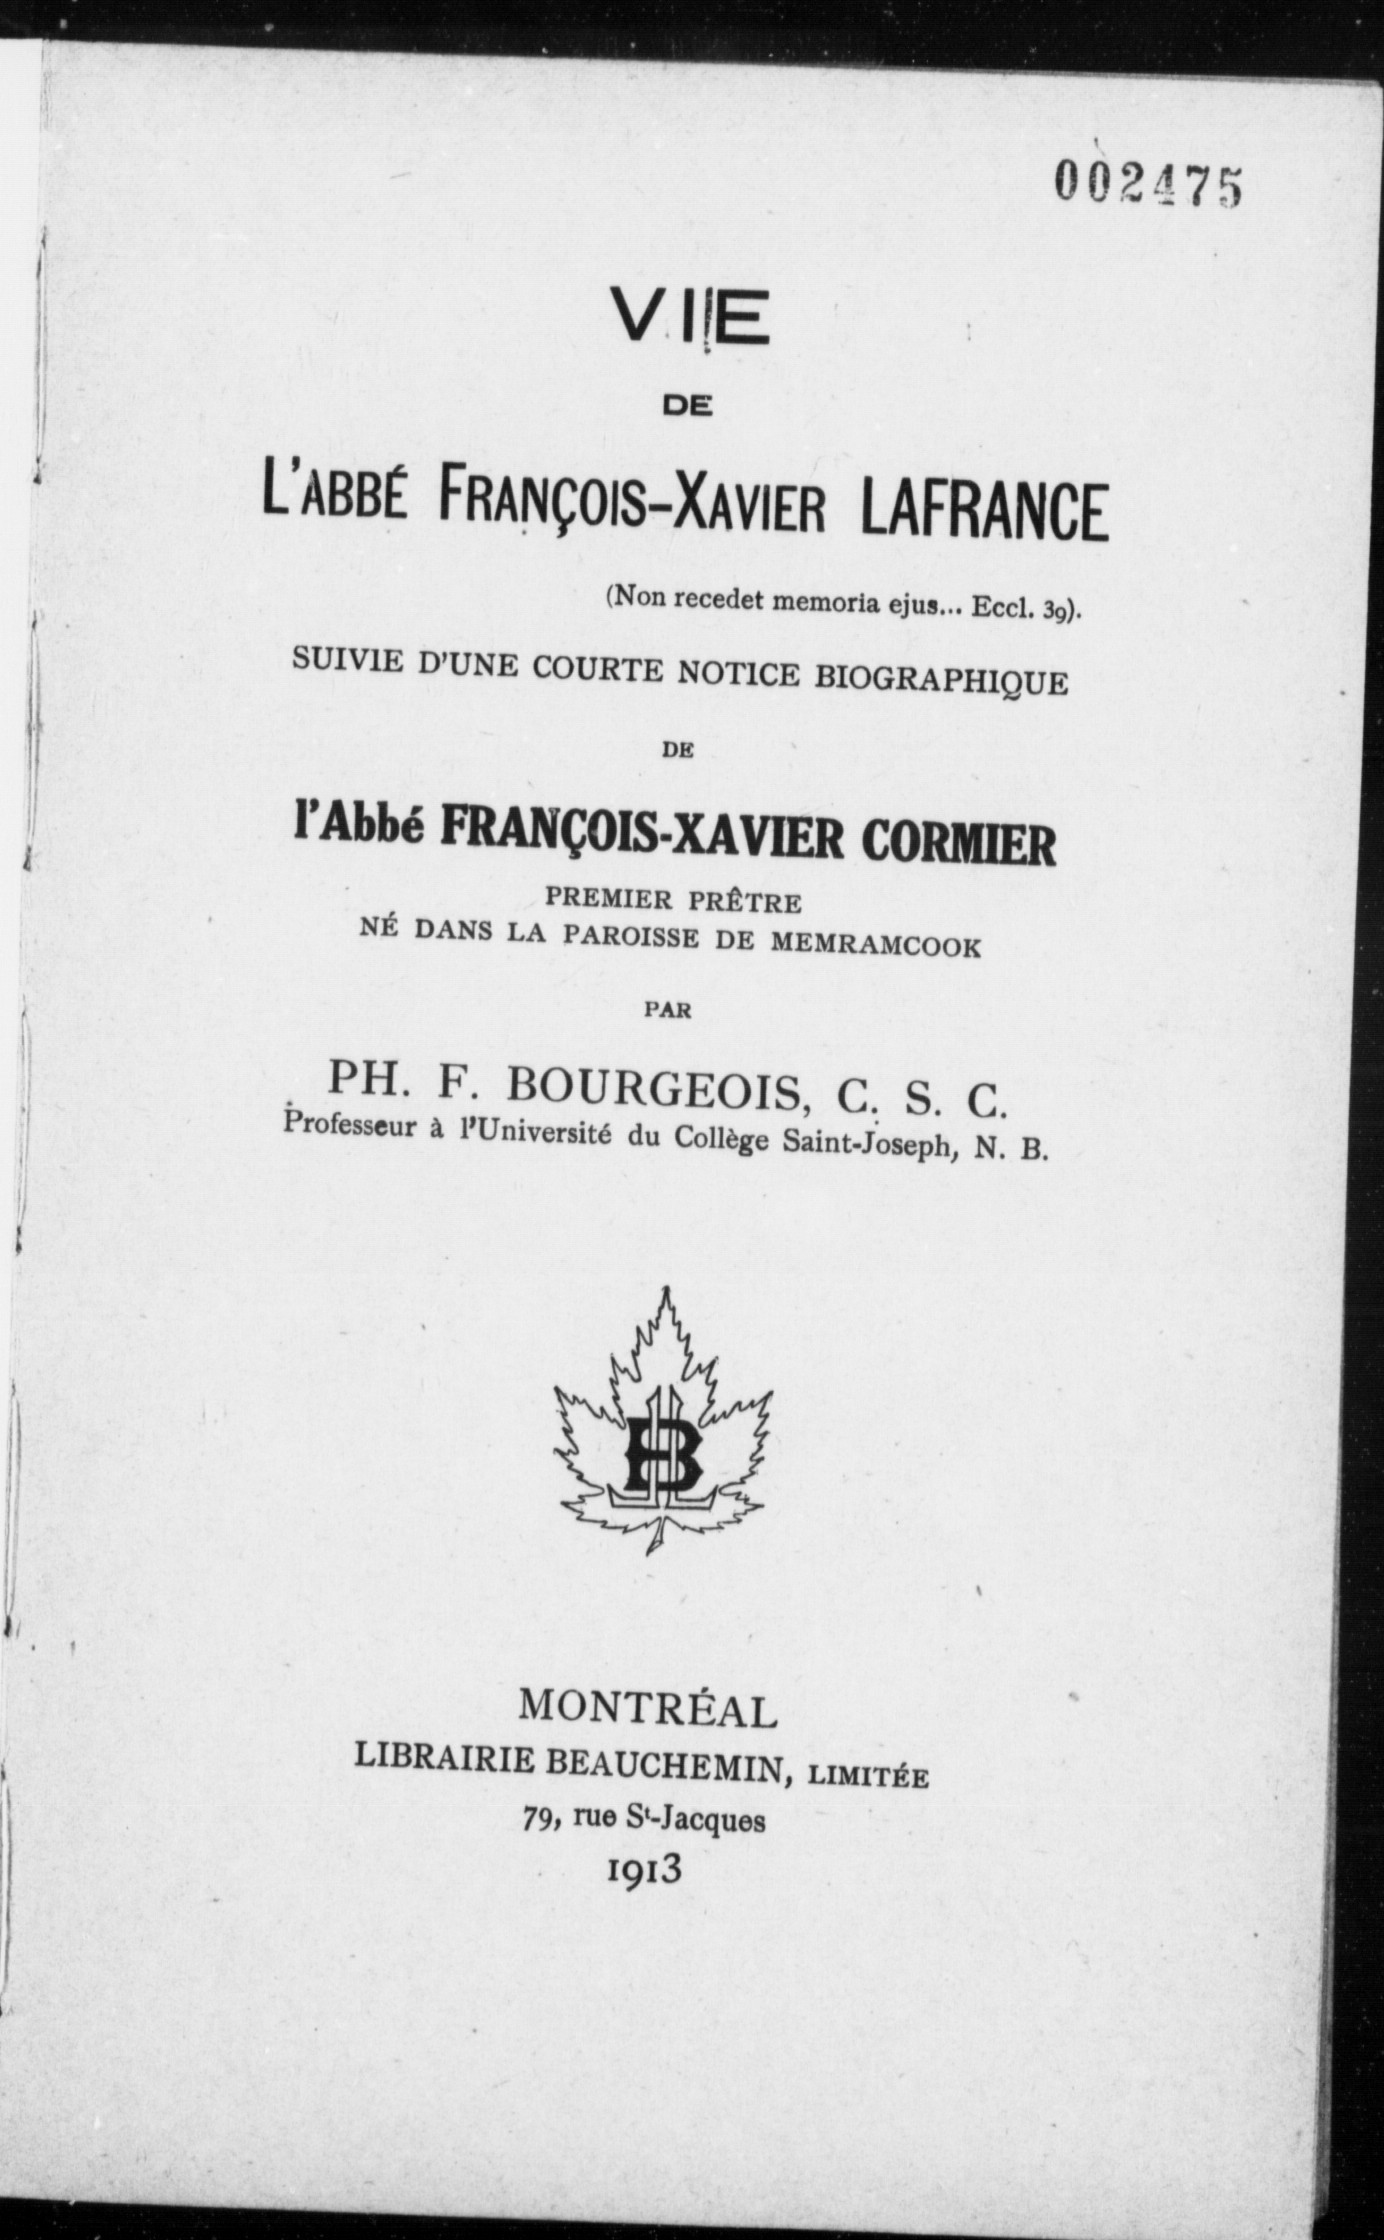 002475
VIE
DE
L'ABBÉ FRANÇOIS-XAVIER LAFRANCE
(Non recedet memoria ejus... Eccl. 39).
SUIVIE D'UNE COURTE NOTICE BIOGRAPHIQUE
DE
l'Abbé FRANÇOIS-XAVIER CORMIER
PREMIER PRÊTRE
NÉ DANS LA PAROISSE DE MEMRAMCOOK
PAR
PH. F. BOURGEOIS, C. S. C.
Professeur à l'Université du Collège Saint-Joseph, N. B.
LB
MONTRÉAL
LIBRAIRIE BEAUCHEMIN, LIMITÉE
79, rue St-Jacques
1913